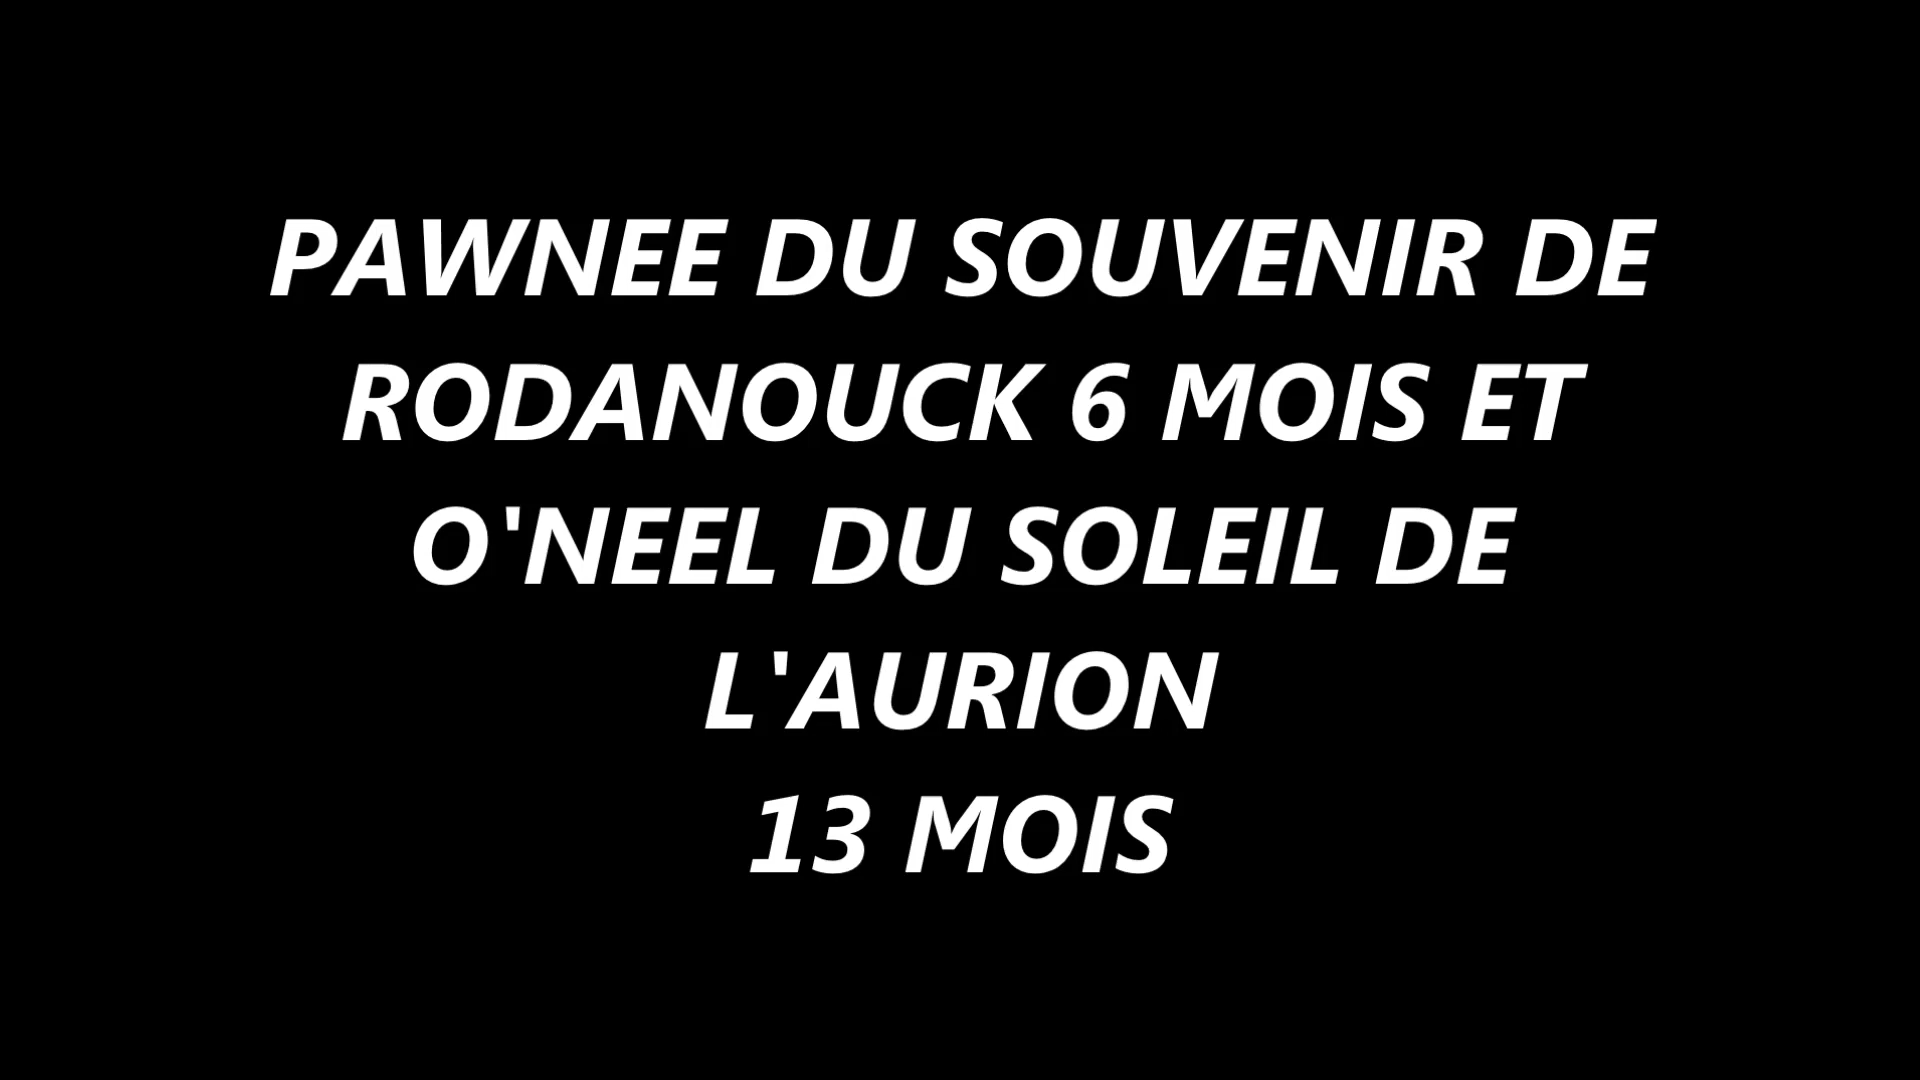 PAWNEE DU SOUVENIR DE
RODANOUCK 6 MOIS ET
O'NEEL DU SOLEIL DE
L'AURION
13 MOIS